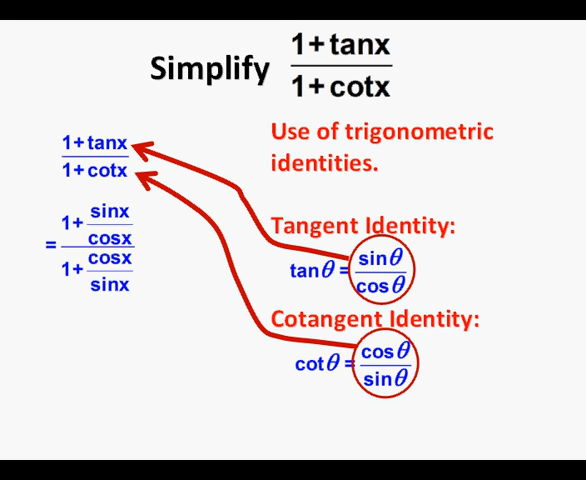 Simplify 1+tanx
1+cotx
Use of trigonometric
identities.
1+tanx
1+cotx
= 1+ sinx
cosx
1+ cosx
sinx
Tangent Identity:
tanθ = sinθ
cosθ
Cotangent Identity:
cotθ = cosθ
sinθ